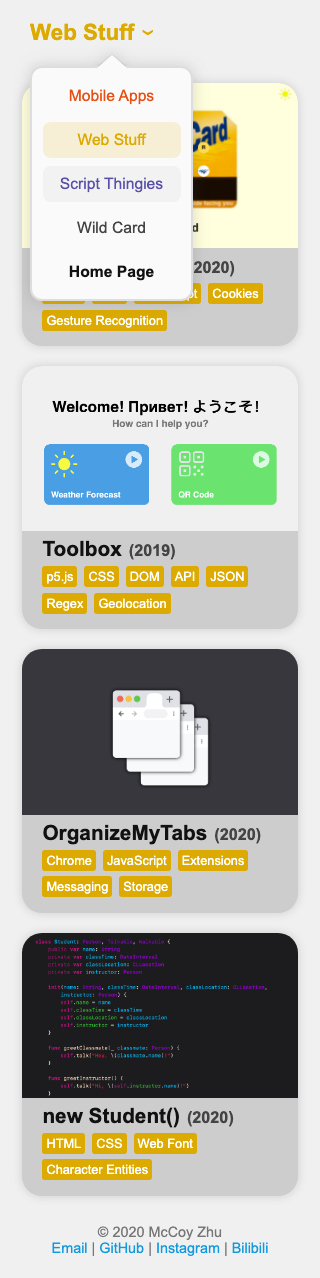 Web Stuff
Mobile Apps
Web Stuff
Script Thingies
Wild Card
Home Page
Card
2020)
Cookies
Gesture Recognition
Welcome! Привет! ようこそ!
How can I help you?
Weather Forecast
QR Code
Toolbox (2019)
p5.js CSS DOM API JSON
Regex Geolocation
OrganizeMyTabs (2020)
Chrome JavaScript Extensions
Messaging Storage
class Student: Person, Talkable, Walkable {
public var name: String
private var classTime: DateInterval
private var classLocation: CLLocation
private var instructor: Person
init(name: String, classTime: DateInterval, classLocation: CLLocation,
instructor: Person) {
self.name = name
self.classTime = classTime
self.classLocation = classLocation
self.instructor = instructor
}
func greetClassmate(_ classmate: Person) {
self.talk("Hey, \(classmate.name)!")
}
func greetInstructor() {
self.talk("Hi, \(self.instructor.name)!")
}
new Student() (2020)
HTML CSS Web Font
Character Entities
© 2020 McCoy Zhu
Email | GitHub | Instagram | Bilibili